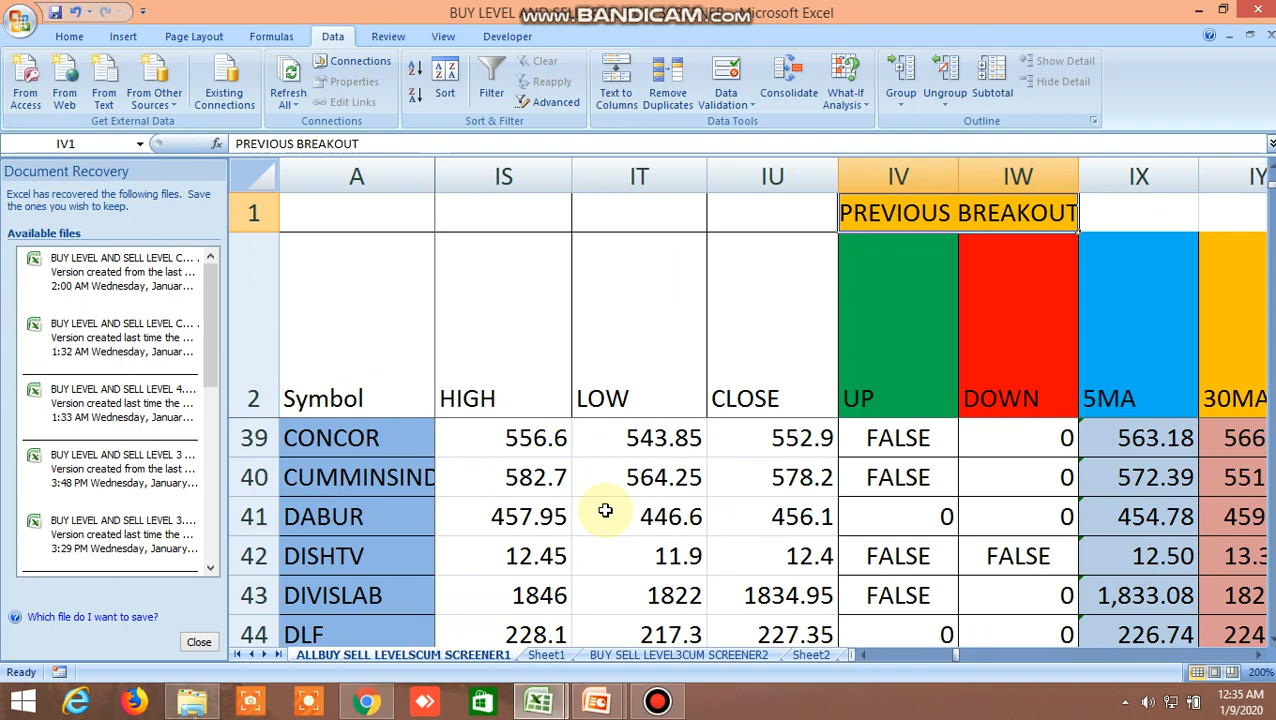 BUY LEVEL AND SELL LEVEL
www.BANDICAM.com
EENER - Microsoft Excel
Home Insert Page Layout Formulas Data Review View Developer
From Access
From Web
From Text
From Other Sources
Existing Connections
Get External Data
Refresh All
Connections
Properties
Edit Links
Connections
Sort
Filter
Clear
Reapply
Advanced
Sort & Filter
Text to Columns
Remove Duplicates
Data Validation
Consolidate
What-If Analysis
Data Tools
Group
Ungroup
Subtotal
Show Detail
Hide Detail
Outline
IV1 fx PREVIOUS BREAKOUT
Document Recovery
Excel has recovered the following files. Save
the ones you wish to keep.
Available files
BUY LEVEL AND SELL LEVEL C... .
Version created from the last ...
2:00 AM Wednesday, Januar...
BUY LEVEL AND SELL LEVEL C... .
Version created last time the ...
1:32 AM Wednesday, Januar...
BUY LEVEL AND SELL LEVEL 4....
Version created last time the ...
1:33 AM Wednesday, Januar...
BUY LEVEL AND SELL LEVEL 3 ...
Version created from the last ...
3:48 PM Wednesday, Januar...
BUY LEVEL AND SELL LEVEL 3....
Version created last time the ...
3:29 PM Wednesday, Januar...
Which file do I want to save?
Close
A IS IT IU IV IW IX IY
1 PREVIOUS BREAKOUT
2 Symbol HIGH LOW CLOSE UP DOWN 5MA 30MA
39 CONCOR 556.6 543.85 552.9 FALSE 0 563.18 566
40 CUMMINSIND 582.7 564.25 578.2 FALSE 0 572.39 551
41 DABUR 457.95 446.6 456.1 0 0 454.78 459
42 DISHTV 12.45 11.9 12.4 FALSE FALSE 12.50 13.3
43 DIVISLAB 1846 1822 1834.95 FALSE 0 1,833.08 182
44 DLF 228.1 217.3 227.35 0 0 226.74 224
ALLBUY SELL LEVELSCUM SCREENER1 Sheet1 BUY SELL LEVEL3CUM SCREENER2 Sheet2
Ready
200%
12:35 AM
1/9/2020